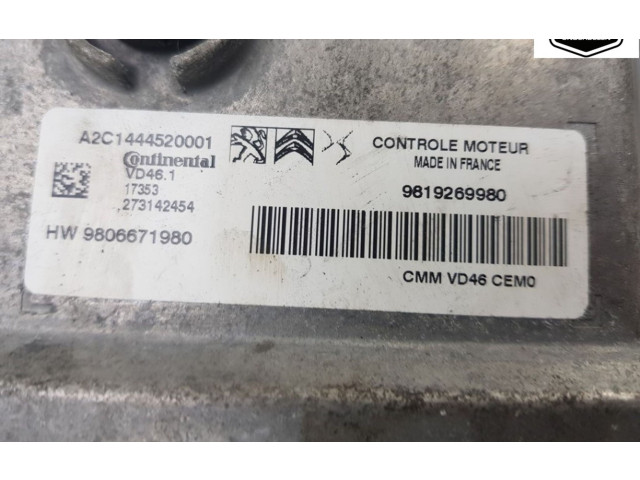 A2C1444520001
Continental
VD46.1
17353
273142454
HW 9806671980
CONTROLE MOTEUR
MADE IN FRANCE
9819269980
CMM VD46 CEM0